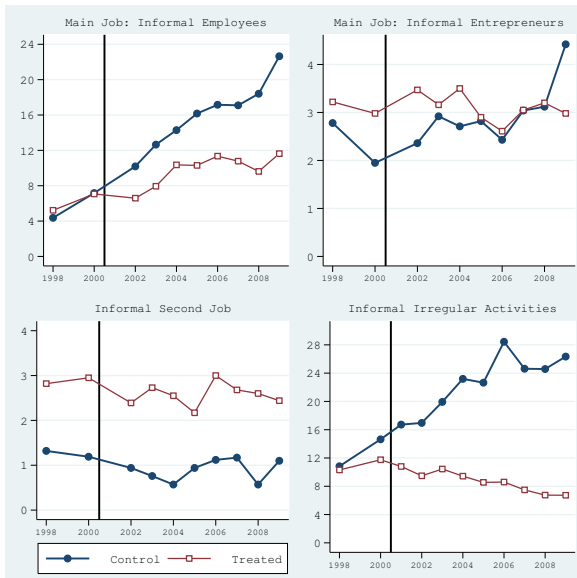 Main Job: Informal Employees
24
20
16
12
8
4
0
1998 2000 2002 2004 2006 2008
Main Job: Informal Entrepreneurs
4
3
2
1
0
1998 2000 2002 2004 2006 2008
Informal Second Job
4
3
2
1
0
1998 2000 2002 2004 2006 2008
Informal Irregular Activities
28
24
20
16
12
8
4
0
1998 2000 2002 2004 2006 2008
Control Treated